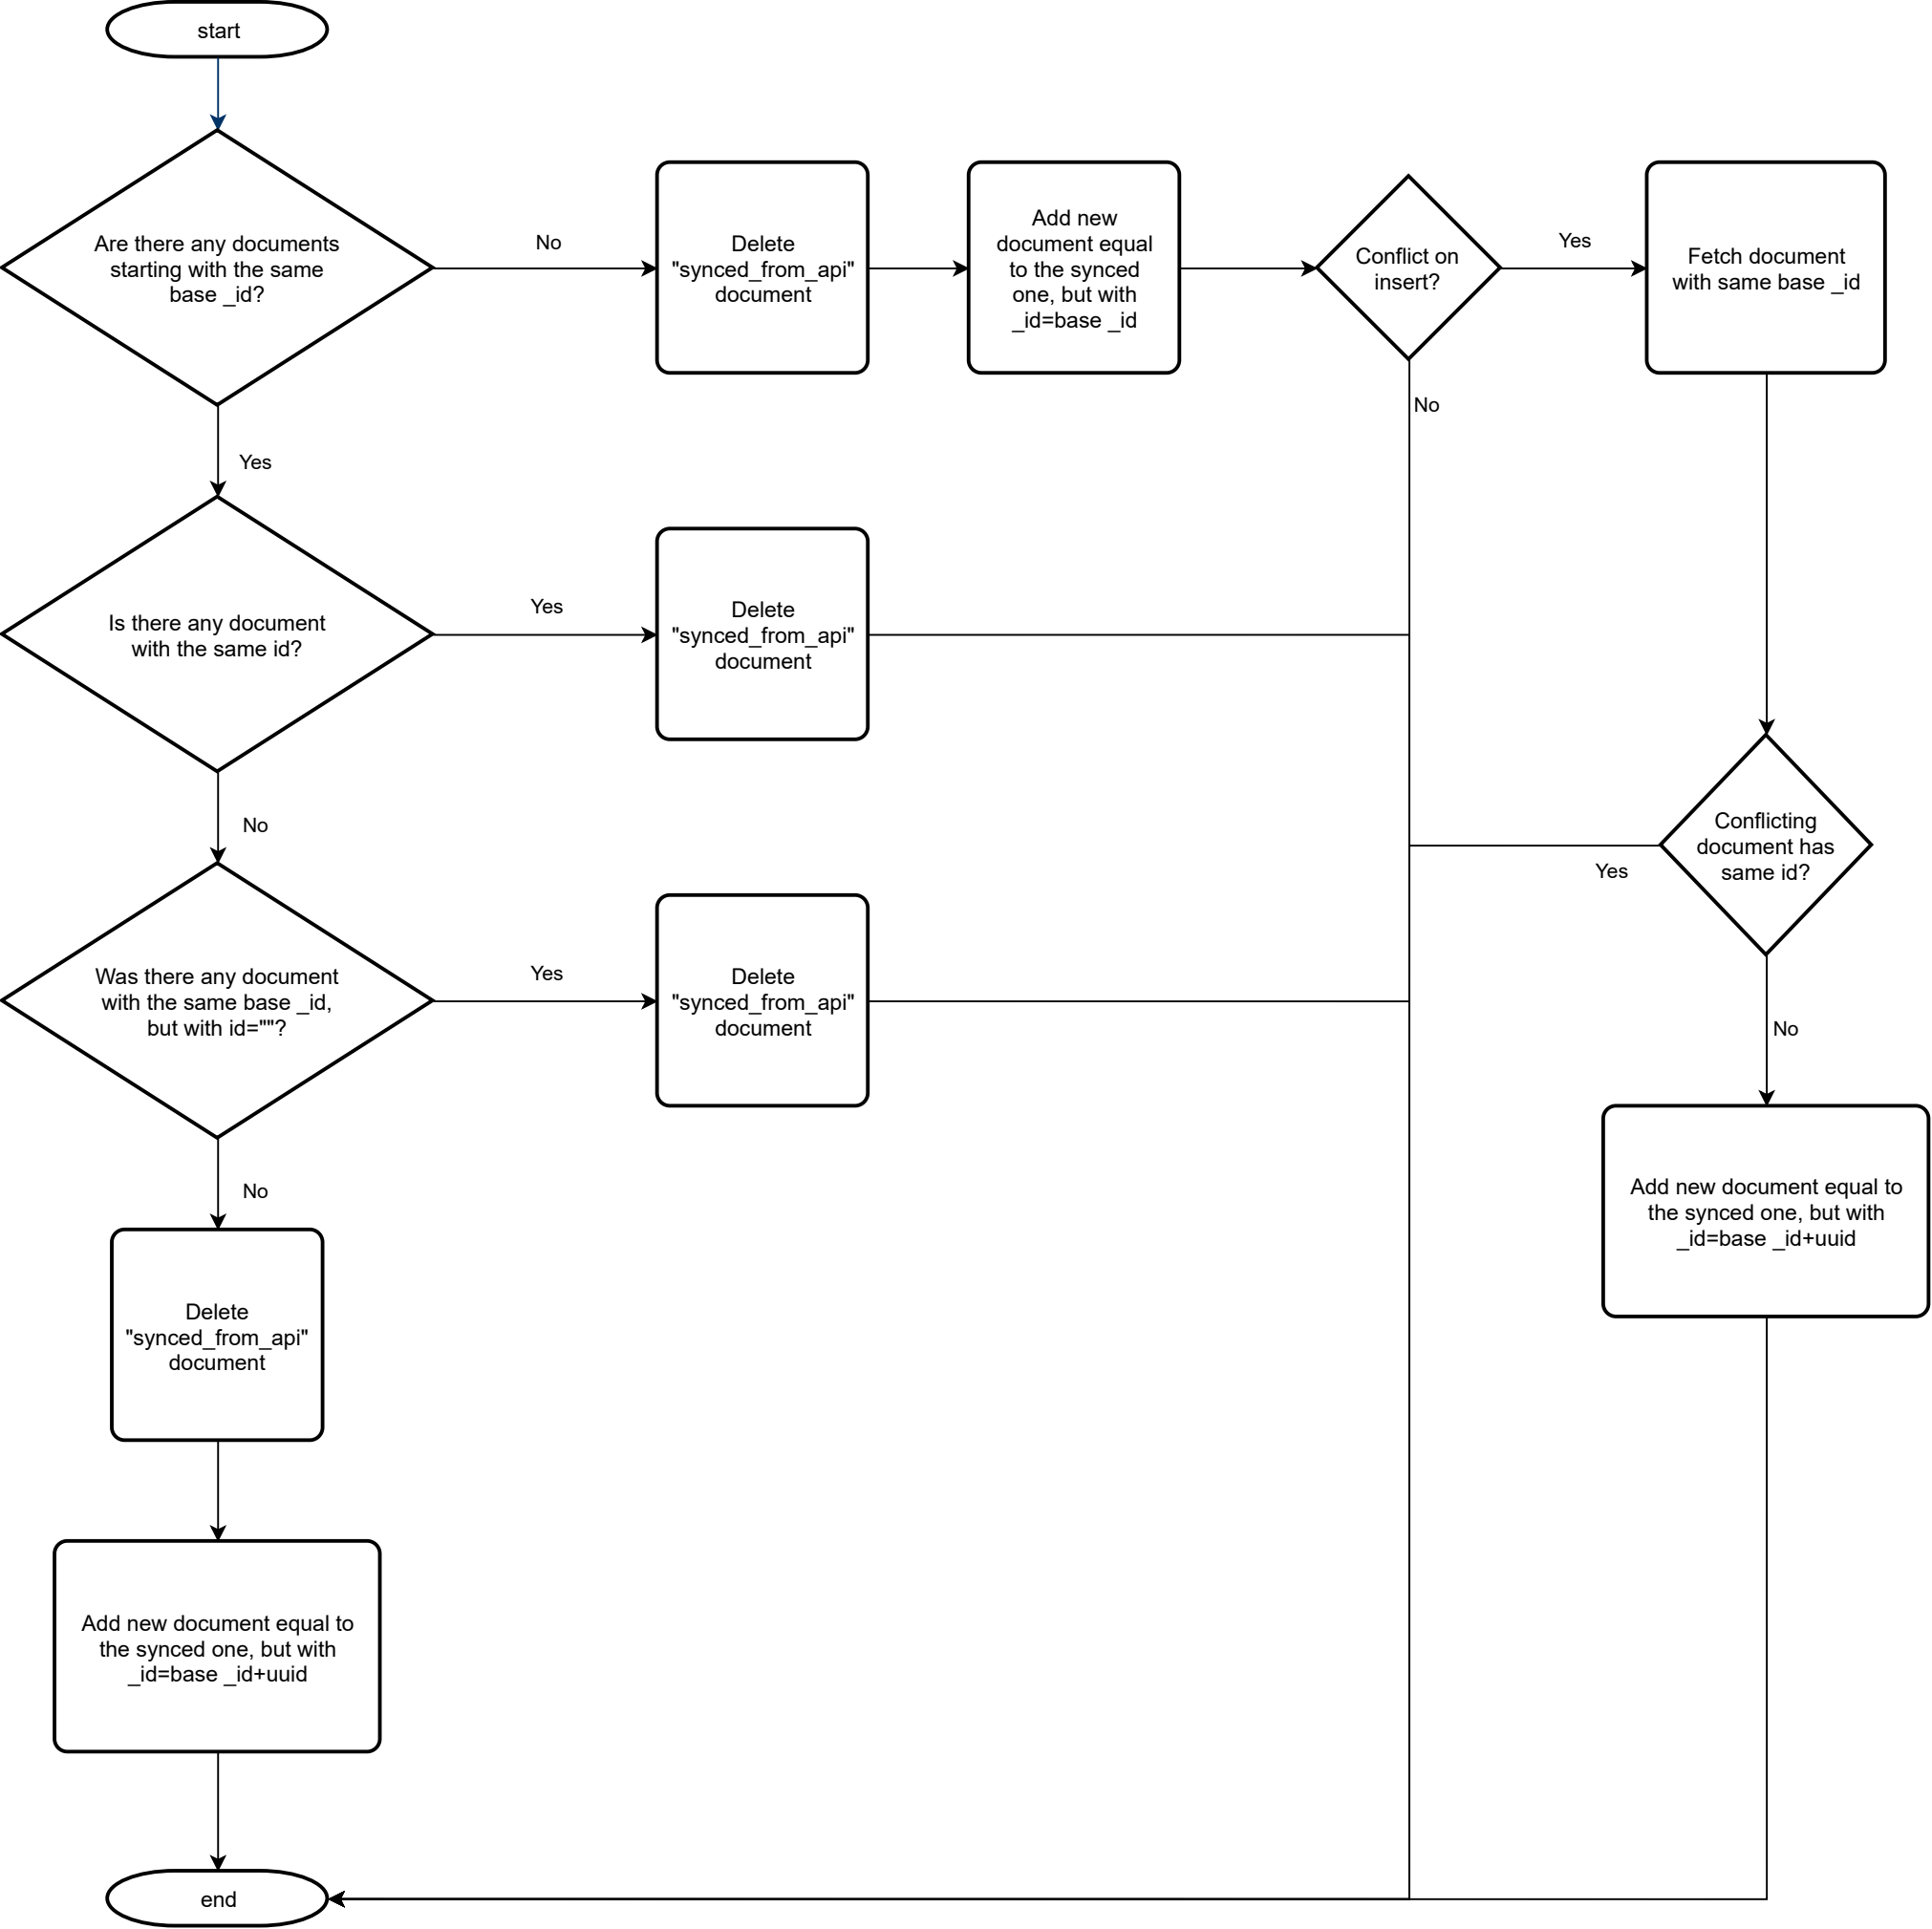 start
Are there any documents
starting with the same
base _id?
No
Delete
"synced_from_api"
document
Add new
document equal
to the synced
one, but with
_id=base _id
Conflict on
insert?
Yes
Fetch document
with same base _id
No
Yes
Is there any document
with the same id?
Yes
Delete
"synced_from_api"
document
No
Conflicting
document has
same id?
Yes
Was there any document
with the same base _id,
but with id=""?
Yes
Delete
"synced_from_api"
document
No
Add new document equal to
the synced one, but with
_id=base _id+uuid
No
Delete
"synced_from_api"
document
Add new document equal to
the synced one, but with
_id=base _id+uuid
end